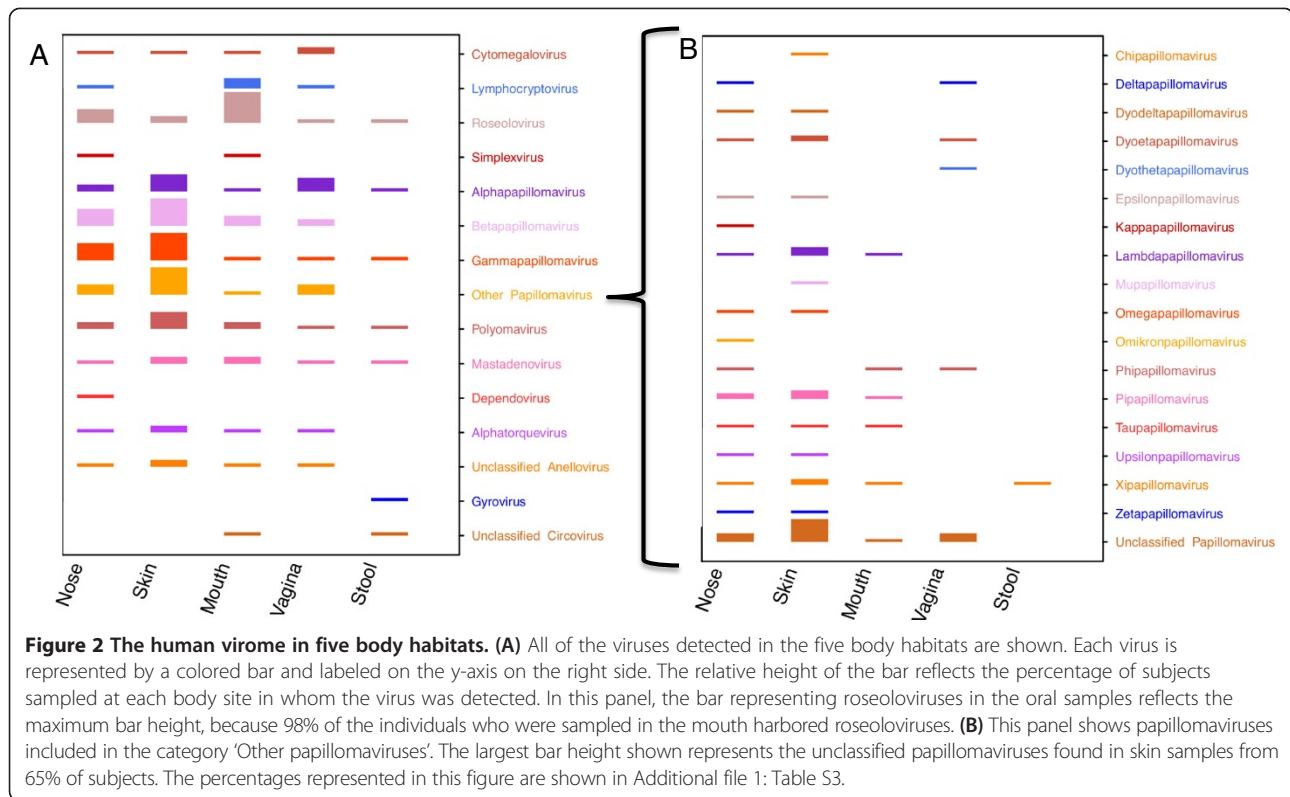 A
Cytomegalovirus
Lymphocryptovirus
Roseolovirus
Simplexvirus
Alphapapillomavirus
Betapapillomavirus
Gammapapillomavirus
Other Papillomavirus
Polyomavirus
Mastadenovirus
Dependovirus
Alphatorquevirus
Unclassified Anellovirus
Gyrovirus
Unclassified Circovirus
Nose
Skin
Mouth
Vagina
Stool
B
Chipapillomavirus
Deltapapillomavirus
Dyodeltapapillomavirus
Dyoetapapillomavirus
Dyothetapapillomavirus
Epsilonpapillomavirus
Kappapapillomavirus
Lambdapapillomavirus
Mupapillomavirus
Omegapapillomavirus
Omikronpapillomavirus
Phipapillomavirus
Pipapillomavirus
Taupapillomavirus
Upsilonpapillomavirus
Xipapillomavirus
Zetapapillomavirus
Unclassified Papillomavirus
Nose
Skin
Mouth
Vagina
Stool
Figure 2 The human virome in five body habitats. (A) All of the viruses detected in the five body habitats are shown. Each virus is
represented by a colored bar and labeled on the y-axis on the right side. The relative height of the bar reflects the percentage of subjects
sampled at each body site in whom the virus was detected. In this panel, the bar representing roseoloviruses in the oral samples reflects the
maximum bar height, because 98% of the individuals who were sampled in the mouth harbored roseoloviruses. (B) This panel shows papillomaviruses
included in the category ‘Other papillomaviruses’. The largest bar height shown represents the unclassified papillomaviruses found in skin samples from
65% of subjects. The percentages represented in this figure are shown in Additional file 1: Table S3.